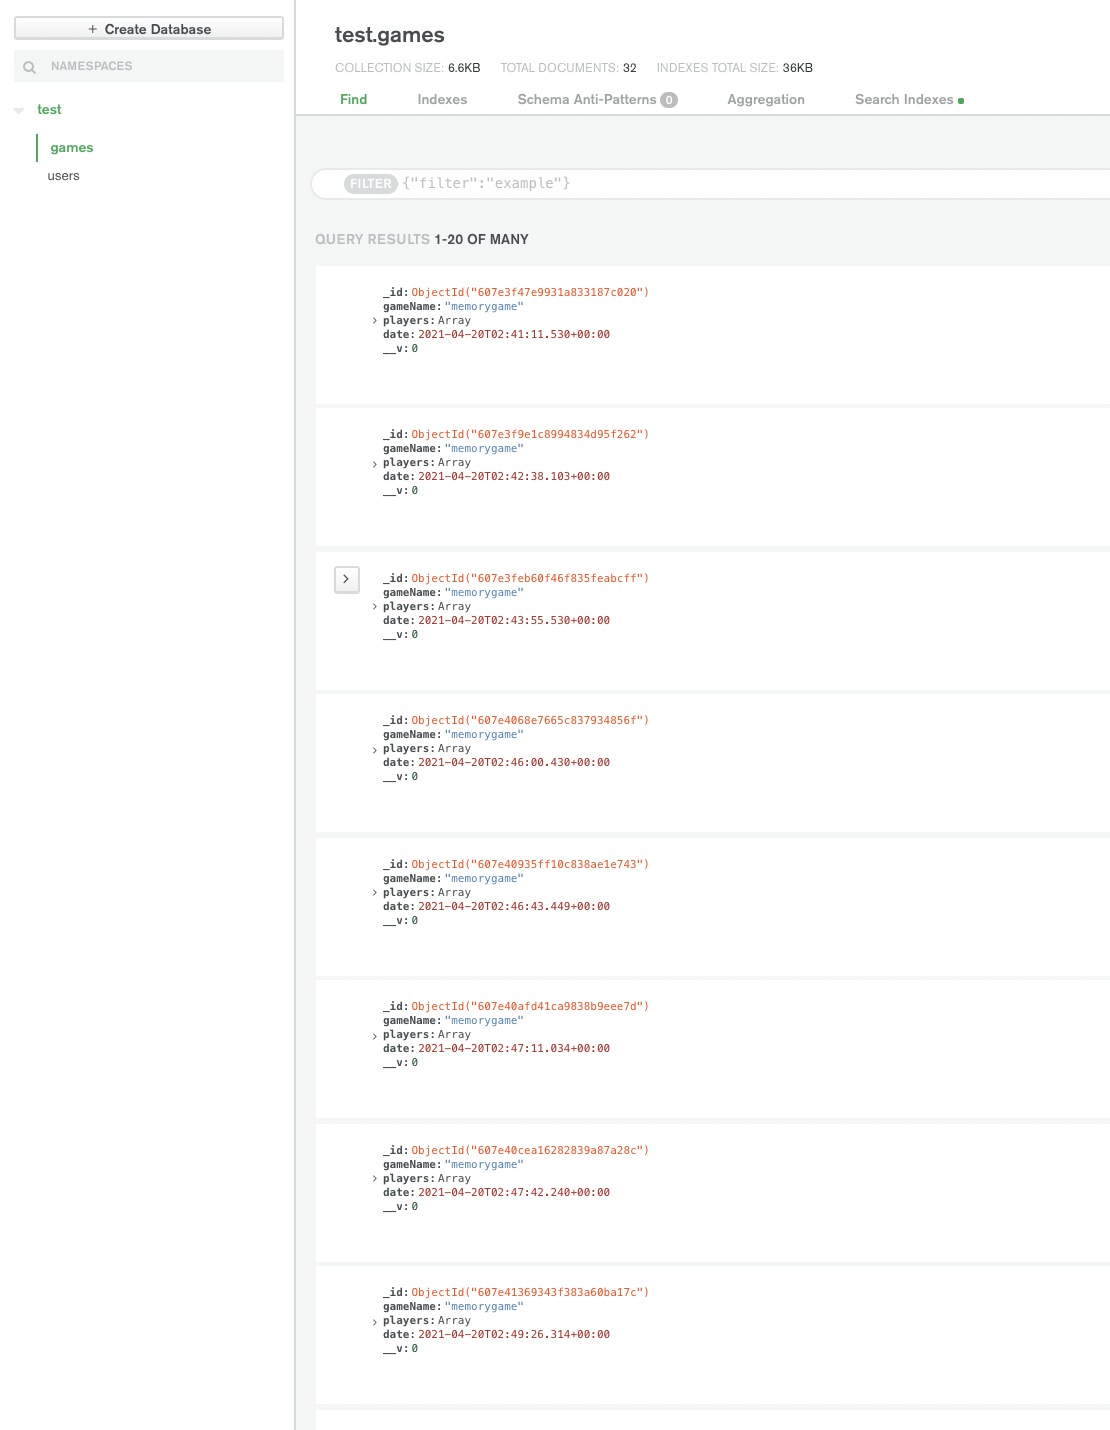 + Create Database
NAMESPACES
test
games
users
test.games
COLLECTION SIZE: 6.6KB TOTAL DOCUMENTS: 32 INDEXES TOTAL SIZE: 36KB
Find Indexes Schema Anti-Patterns 0 Aggregation Search Indexes
FILTER {"filter":"example"}
QUERY RESULTS 1-20 OF MANY
_id: ObjectId("607e3f47e9931a833187c020")
gameName: "memorygame"
> players: Array
date: 2021-04-20T02:41:11.530+00:00
__v: 0
_id: ObjectId("607e3f9e1c8994834d95f262")
gameName: "memorygame"
> players: Array
date: 2021-04-20T02:42:38.103+00:00
__v: 0
_id: ObjectId("607e3feb60f46f835feabcff")
gameName: "memorygame"
> players: Array
date: 2021-04-20T02:43:55.530+00:00
__v: 0
_id: ObjectId("607e4068e7665c837934856f")
gameName: "memorygame"
> players: Array
date: 2021-04-20T02:46:00.430+00:00
__v: 0
_id: ObjectId("607e40935ff10c838ae1e743")
gameName: "memorygame"
> players: Array
date: 2021-04-20T02:46:43.449+00:00
__v: 0
_id: ObjectId("607e40afd41ca9838b9eee7d")
gameName: "memorygame"
> players: Array
date: 2021-04-20T02:47:11.034+00:00
__v: 0
_id: ObjectId("607e40cea16282839a87a28c")
gameName: "memorygame"
> players: Array
date: 2021-04-20T02:47:42.240+00:00
__v: 0
_id: ObjectId("607e41369343f383a60ba17c")
gameName: "memorygame"
> players: Array
date: 2021-04-20T02:49:26.314+00:00
__v: 0